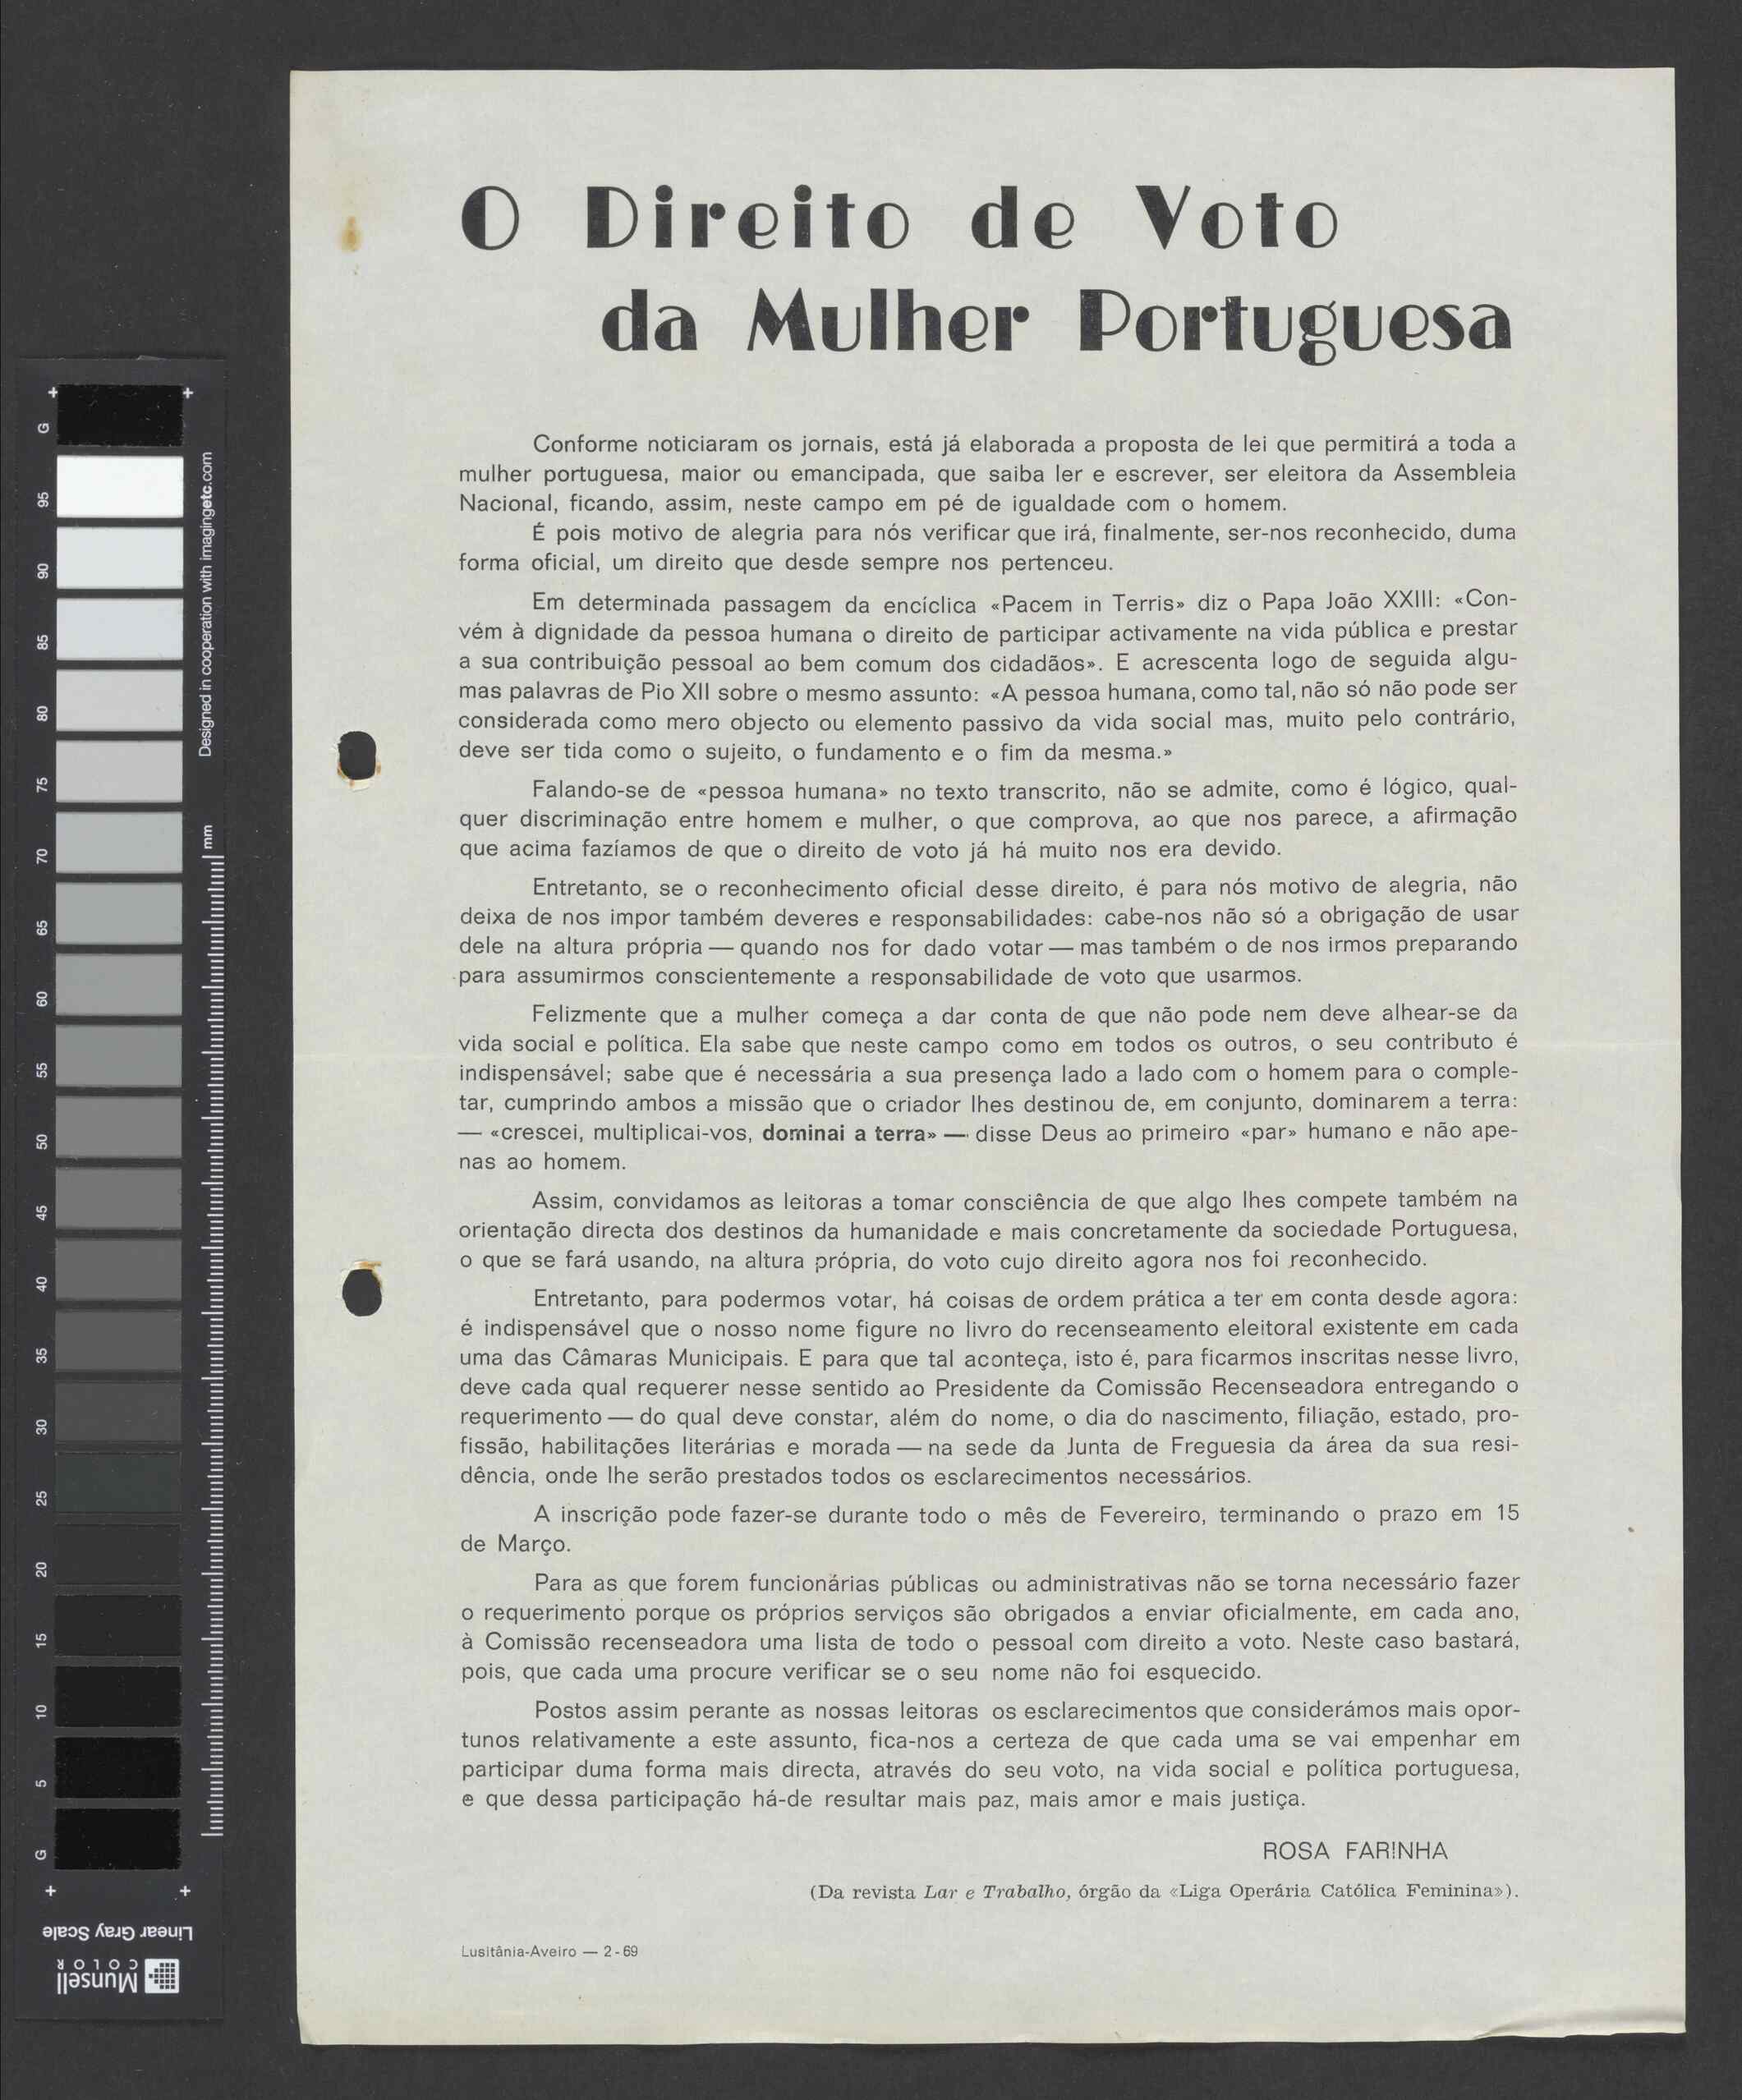 O Direito de Voto
da Mulher Portuguesa
Conforme noticiaram os jornais, está já elaborada a proposta de lei que permitirá a toda a
mulher portuguesa, maior ou emancipada, que saiba ler e escrever, ser eleitora da Assembleia
Nacional, ficando, assim, neste campo em pé de igualdade com o homem.
É pois motivo de alegria para nós verificar que irá, finalmente, ser-nos reconhecido, duma
forma oficial, um direito que desde sempre nos pertenceu.
Em determinada passagem da encíclica «Pacem in Terris» diz o Papa João XXIII: «Con-
vém à dignidade da pessoa humana o direito de participar activamente na vida pública e prestar
a sua contribuição pessoal ao bem comum dos cidadãos». E acrescenta logo de seguida algu-
mas palavras de Pio XII sobre o mesmo assunto: «A pessoa humana, como tal, não só não pode ser
considerada como mero objecto ou elemento passivo da vida social mas, muito pelo contrário,
deve ser tida como o sujeito, o fundamento e o fim da mesma.»
Falando-se de «pessoa humana» no texto transcrito, não se admite, como é lógico, qual-
quer discriminação entre homem e mulher, o que comprova, ao que nos parece, a afirmação
que acima fazíamos de que o direito de voto já há muito nos era devido.
Entretanto, se o reconhecimento oficial desse direito, é para nós motivo de alegria, não
deixa de nos impor também deveres e responsabilidades: cabe-nos não só a obrigação de usar
dele na altura própria — quando nos for dado votar — mas também o de nos irmos preparando
para assumirmos conscientemente a responsabilidade de voto que usarmos.
Felizmente que a mulher começa a dar conta de que não pode nem deve alhear-se da
vida social e política. Ela sabe que neste campo como em todos os outros, o seu contributo é
indispensável; sabe que é necessária a sua presença lado a lado com o homem para o comple-
tar, cumprindo ambos a missão que o criador lhes destinou de, em conjunto, dominarem a terra:
— «crescei, multiplicai-vos, dominai a terra» — disse Deus ao primeiro «par» humano e não ape-
nas ao homem.
Assim, convidamos as leitoras a tomar consciência de que algo lhes compete também na
orientação directa dos destinos da humanidade e mais concretamente da sociedade Portuguesa,
o que se fará usando, na altura própria, do voto cujo direito agora nos foi reconhecido.
Entretanto, para podermos votar, há coisas de ordem prática a ter em conta desde agora:
é indispensável que o nosso nome figure no livro do recenseamento eleitoral existente em cada
uma das Câmaras Municipais. E para que tal aconteça, isto é, para ficarmos inscritas nesse livro,
deve cada qual requerer nesse sentido ao Presidente da Comissão Recenseadora entregando o
requerimento — do qual deve constar, além do nome, o dia do nascimento, filiação, estado, pro-
fissão, habilitações literárias e morada — na sede da Junta de Freguesia da área da sua resi-
dência, onde lhe serão prestados todos os esclarecimentos necessários.
A inscrição pode fazer-se durante todo o mês de Fevereiro, terminando o prazo em 15
de Março.
Para as que forem funcionárias públicas ou administrativas não se torna necessário fazer
o requerimento porque os próprios serviços são obrigados a enviar oficialmente, em cada ano,
à Comissão recenseadora uma lista de todo o pessoal com direito a voto. Neste caso bastará,
pois, que cada uma procure verificar se o seu nome não foi esquecido.
Postos assim perante as nossas leitoras os esclarecimentos que considerámos mais opor-
tunos relativamente a este assunto, fica-nos a certeza de que cada uma se vai empenhar em
participar duma forma mais directa, através do seu voto, na vida social e política portuguesa,
e que dessa participação há-de resultar mais paz, mais amor e mais justiça.
ROSA FARINHA
(Da revista Lar e Trabalho, órgão da «Liga Operária Católica Feminina»).
Lusitânia-Aveiro — 2-69
G
95
90
85
80
75
70
65
60
55
50
45
40
35
30
25
20
15
10
5
G
Designed in cooperation with imagingetc.com
mm
Linear Gray Scale
Munsell
COLOR